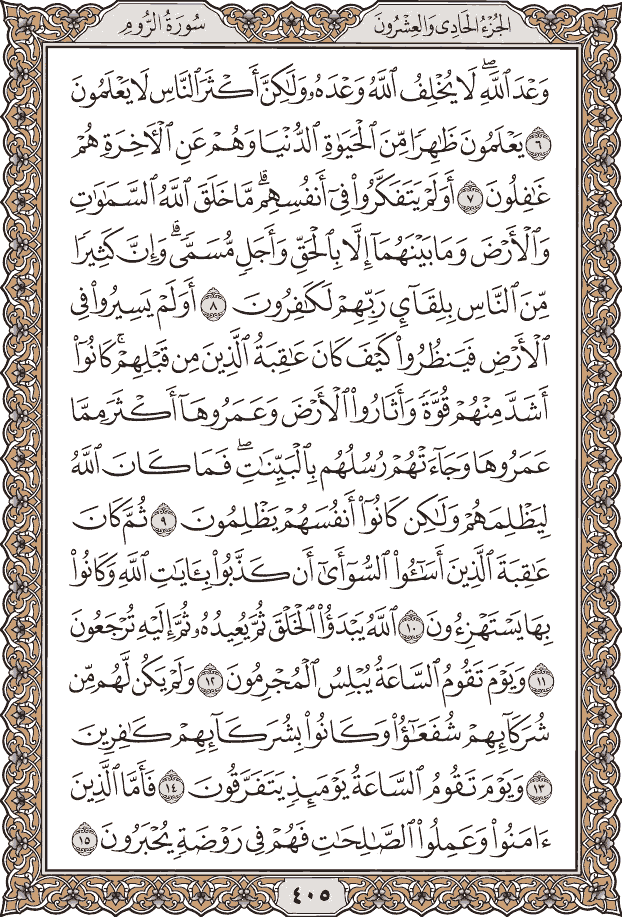 الجُزْءُ الحَادِي وَالعِشْرُونَ
سُورَةُ الرُّومِ
وَعْدَ ٱللَّهِۖ لَا يُخْلِفُ ٱللَّهُ وَعْدَهُۥ وَلَٰكِنَّ أَكْثَرَ ٱلنَّاسِ لَا يَعْلَمُونَ
٦ يَعْلَمُونَ ظَٰهِرًا مِّنَ ٱلْحَيَوٰةِ ٱلدُّنْيَا وَهُمْ عَنِ ٱلْأٓخِرَةِ هُمْ
غَٰفِلُونَ ٧ أَوَلَمْ يَتَفَكَّرُوا۟ فِىٓ أَنفُسِهِمۗ مَّا خَلَقَ ٱللَّهُ ٱلسَّمَٰوَٰتِ
وَٱلْأَرْضَ وَمَا بَيْنَهُمَآ إِلَّا بِٱلْحَقِّ وَأَجَلٍ مُّسَمًّىۗ وَإِنَّ كَثِيرًا
مِّنَ ٱلنَّاسِ بِلِقَآئِ رَبِّهِمْ لَكَٰفِرُونَ ٨ أَوَلَمْ يَسِيرُوا۟ فِى
ٱلْأَرْضِ فَيَنظُرُوا۟ كَيْفَ كَانَ عَٰقِبَةُ ٱلَّذِينَ مِن قَبْلِهِمْۚ كَانُوٓا۟
أَشَدَّ مِنْهُمْ قُوَّةً وَأَثَارُوا۟ ٱلْأَرْضَ وَعَمَرُوهَآ أَكْثَرَ مِمَّا
عَمَرُوهَا وَجَآءَتْهُمْ رُسُلُهُم بِٱلْبَيِّنَٰتِۖ فَمَا كَانَ ٱللَّهُ
لِيَظْلِمَهُمْ وَلَٰكِن كَانُوٓا۟ أَنفُسَهُمْ يَظْلِمُونَ ٩ ثُمَّ كَانَ
عَٰقِبَةَ ٱلَّذِينَ أَسَٰٓـُٔوا۟ ٱلسُّوٓأَىٰٓ أَن كَذَّبُوا۟ بِـَٔايَٰتِ ٱللَّهِ وَكَانُوا۟
بِهَا يَسْتَهْزِءُونَ ١٠ ٱللَّهُ يَبْدَؤُا۟ ٱلْخَلْقَ ثُمَّ يُعِيدُهُۥ ثُمَّ إِلَيْهِ تُرْجَعُونَ
١١ وَيَوْمَ تَقُومُ ٱلسَّاعَةُ يُبْلِسُ ٱلْمُجْرِمُونَ ١٢ وَلَمْ يَكُن لَّهُم مِّن
شُرَكَآئِهِمْ شُفَعَٰٓؤُا۟ وَكَانُوا۟ بِشُرَكَآئِهِمْ كَٰفِرِينَ
١٣ وَيَوْمَ تَقُومُ ٱلسَّاعَةُ يَوْمَئِذٍ يَتَفَرَّقُونَ ١٤ فَأَمَّا ٱلَّذِينَ
ءَامَنُوا۟ وَعَمِلُوا۟ ٱلصَّٰلِحَٰتِ فَهُمْ فِى رَوْضَةٍ يُحْبَرُونَ ١٥
٤٠٥